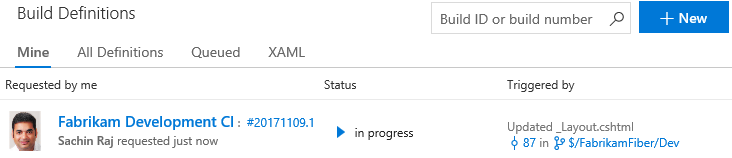 Build Definitions
Build ID or build number
+ New
Mine
All Definitions
Queued
XAML
Requested by me
Status
Triggered by
Fabrikam Development CI : #20171109.1
Sachin Raj requested just now
in progress
Updated _Layout.cshtml
87 in $/FabrikamFiber/Dev